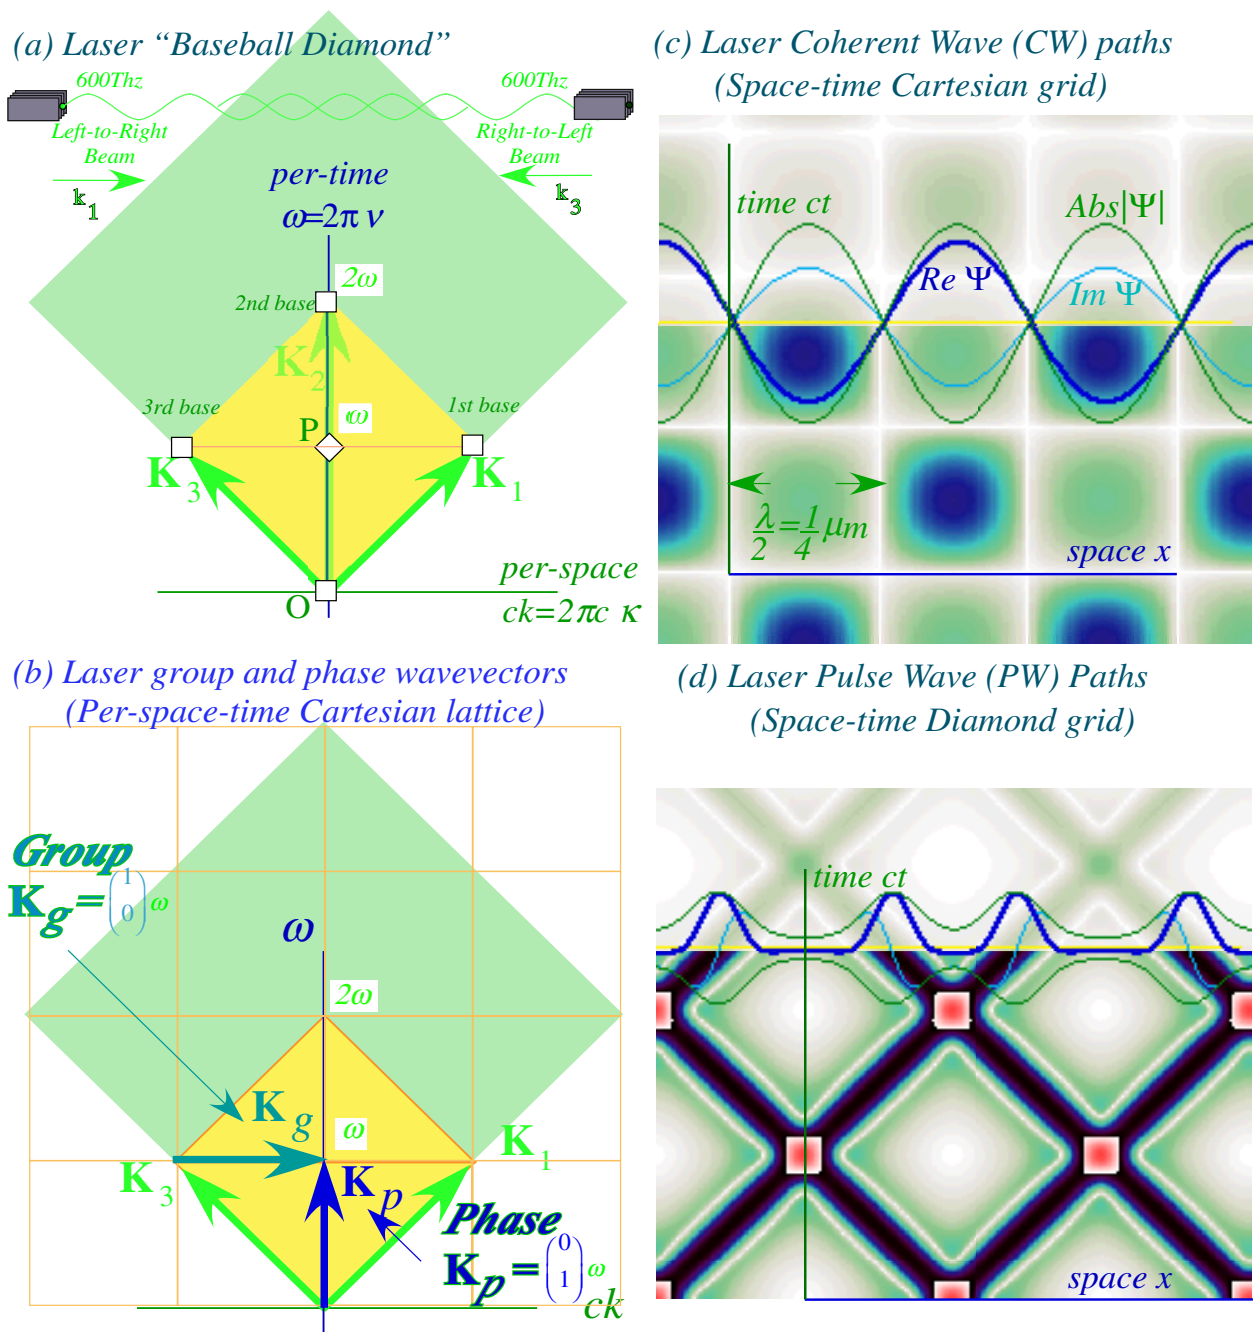 (a) Laser “Baseball Diamond”
600Thz
600Thz
Left-to-Right
Beam
k1
Right-to-Left
Beam
k3
per-time
ω=2π ν
2ω
2nd base
K2
3rd base
1st base
P
ω
K3
K1
O
per-space
ck=2πc κ
(b) Laser group and phase wavevectors
(Per-space-time Cartesian lattice)
Group
Kg=(1 0)ω
ω
2ω
Kg
ω
K1
K3
Kp
Phase
Kp=(0 1)ω
ck
(c) Laser Coherent Wave (CW) paths
(Space-time Cartesian grid)
time ct
Abs|Ψ|
Re Ψ
Im Ψ
λ/2=1/4 μm
space x
(d) Laser Pulse Wave (PW) Paths
(Space-time Diamond grid)
time ct
space x